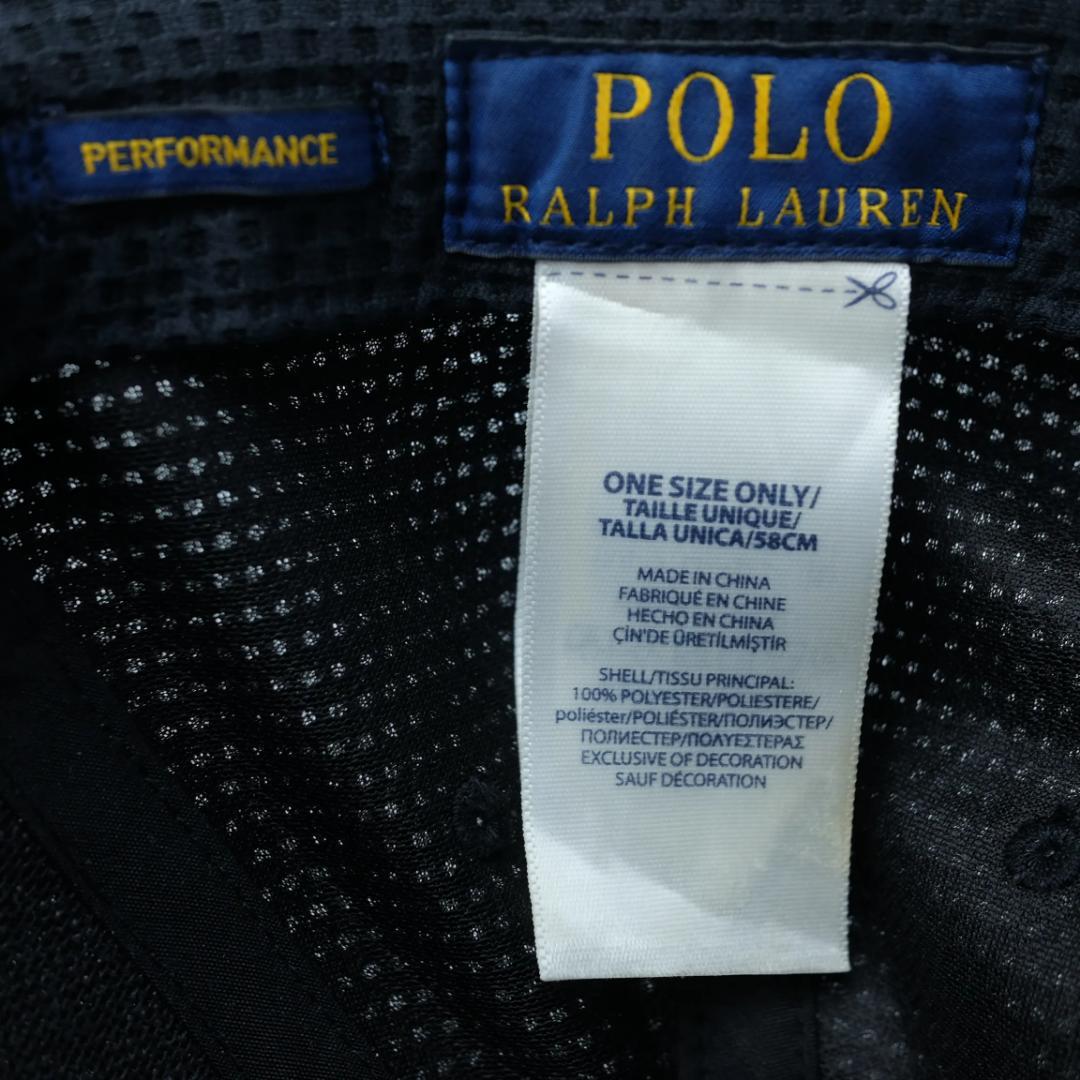 PERFORMANCE
POLO
RALPH LAUREN
ONE SIZE ONLY/
TAILLE UNIQUE/
TALLA UNICA/58CM
MADE IN CHINA
FABRIQUÉ EN CHINE
HECHO EN CHINA
ÇİN'DE ÜRETİLMİŞTİR
SHELL/TISSU PRINCIPAL:
100% POLYESTER/POLIESTERE/
poliéster/POLIÉSTER/ПОЛИЭСТЕР/
ПОЛИЕСТЕР/ΠΟΛΥΕΣΤΕΡΑΣ
EXCLUSIVE OF DECORATION
SAUF DÉCORATION